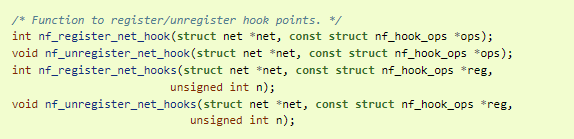 /* Function to register/unregister hook points. */
int nf_register_net_hook(struct net *net, const struct nf_hook_ops *ops);
void nf_unregister_net_hook(struct net *net, const struct nf_hook_ops *ops);
int nf_register_net_hooks(struct net *net, const struct nf_hook_ops *reg,
unsigned int n);
void nf_unregister_net_hooks(struct net *net, const struct nf_hook_ops *reg,
unsigned int n);